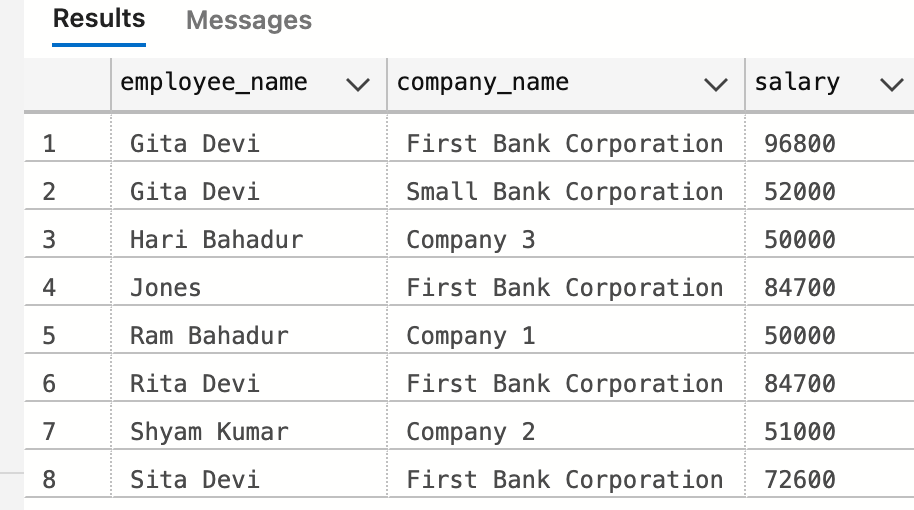 Results Messages
employee_name company_name salary
1 Gita Devi First Bank Corporation 96800
2 Gita Devi Small Bank Corporation 52000
3 Hari Bahadur Company 3 50000
4 Jones First Bank Corporation 84700
5 Ram Bahadur Company 1 50000
6 Rita Devi First Bank Corporation 84700
7 Shyam Kumar Company 2 51000
8 Sita Devi First Bank Corporation 72600